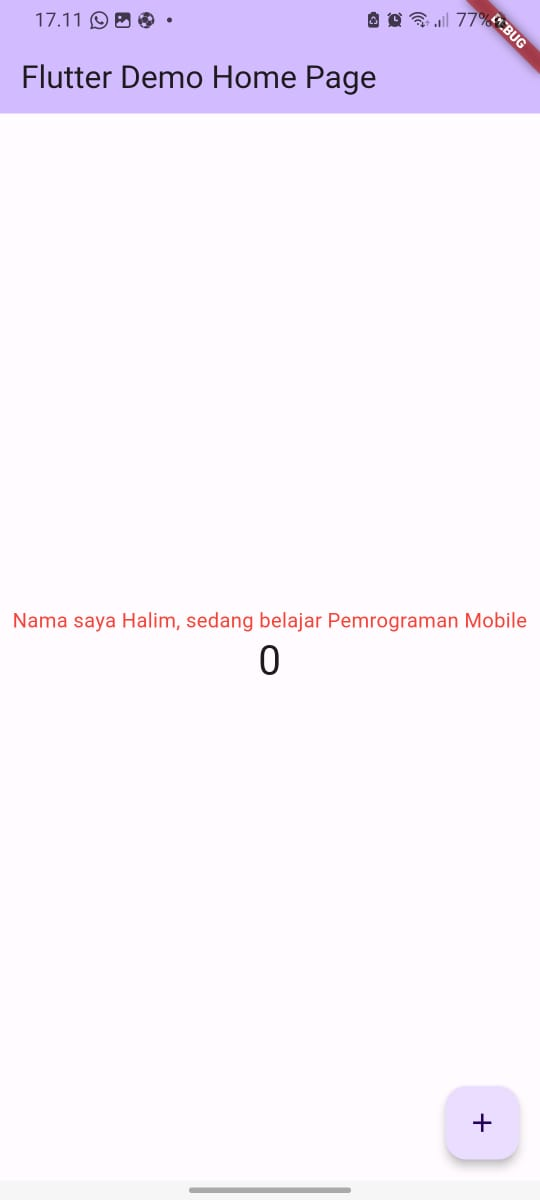 17.11
77%
DEBUG
Flutter Demo Home Page
Nama saya Halim, sedang belajar Pemrograman Mobile
0
+